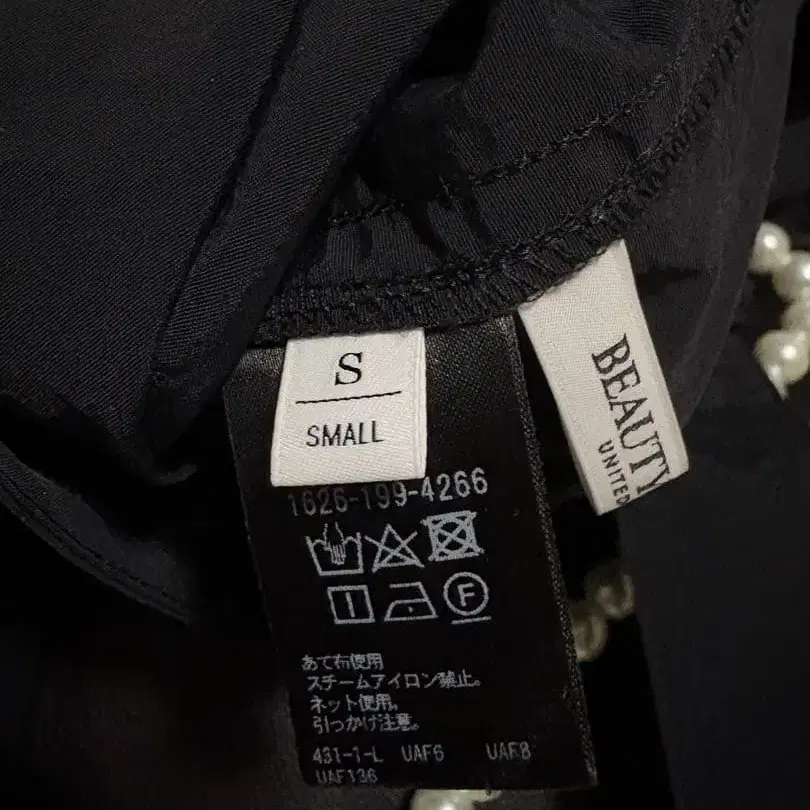 S
SMALL
BEAUTY
UNITED
1626-199-4266
あて布使用
スチームアイロン禁止。
ネット使用。
引っかけ注意。
431-1-L UAF6 UAF8
UAF136
F